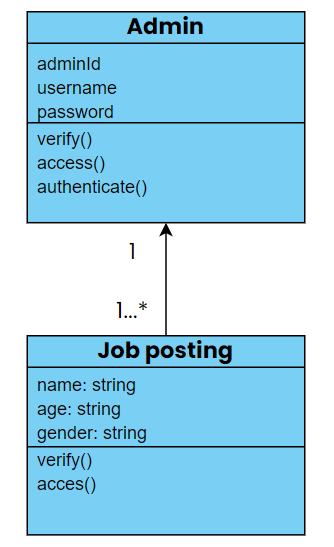 Admin
adminId
username
password
verify()
access()
authenticate()
1
1...*
Job posting
name: string
age: string
gender: string
verify()
acces()